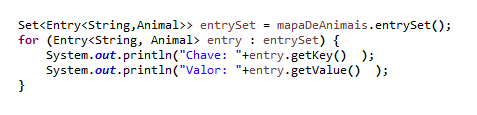 Set<Entry<String,Animal>> entrySet = mapaDeAnimais.entrySet();
for (Entry<String, Animal> entry : entrySet) {
    System.out.println("Chave: "+entry.getKey()  );
    System.out.println("Valor: "+entry.getValue()  );
}